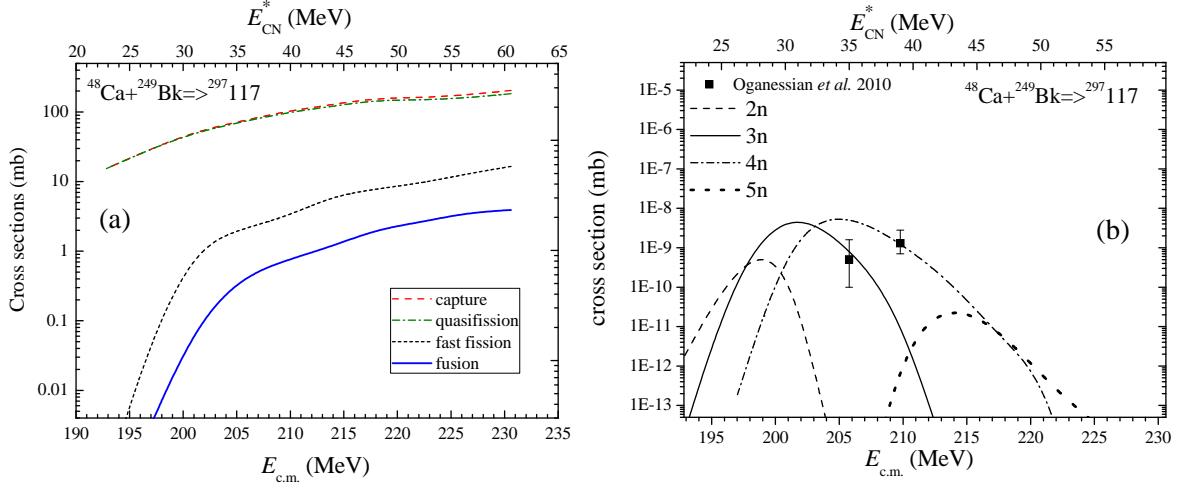 E*CN (MeV)
20 25 30 35 40 45 50 55 60 65
48Ca+249Bk=>297117
100
10
1
0.1
0.01
Cross sections (mb)
(a)
capture
quasifission
fast fission
fusion
190 195 200 205 210 215 220 225 230 235
Ec.m. (MeV)
E*CN (MeV)
25 30 35 40 45 50 55
Oganessian et al. 2010
48Ca+249Bk=>297117
2n
3n
4n
5n
1E-5
1E-6
1E-7
1E-8
1E-9
1E-10
1E-11
1E-12
1E-13
cross section (mb)
(b)
195 200 205 210 215 220 225 230
Ec.m. (MeV)